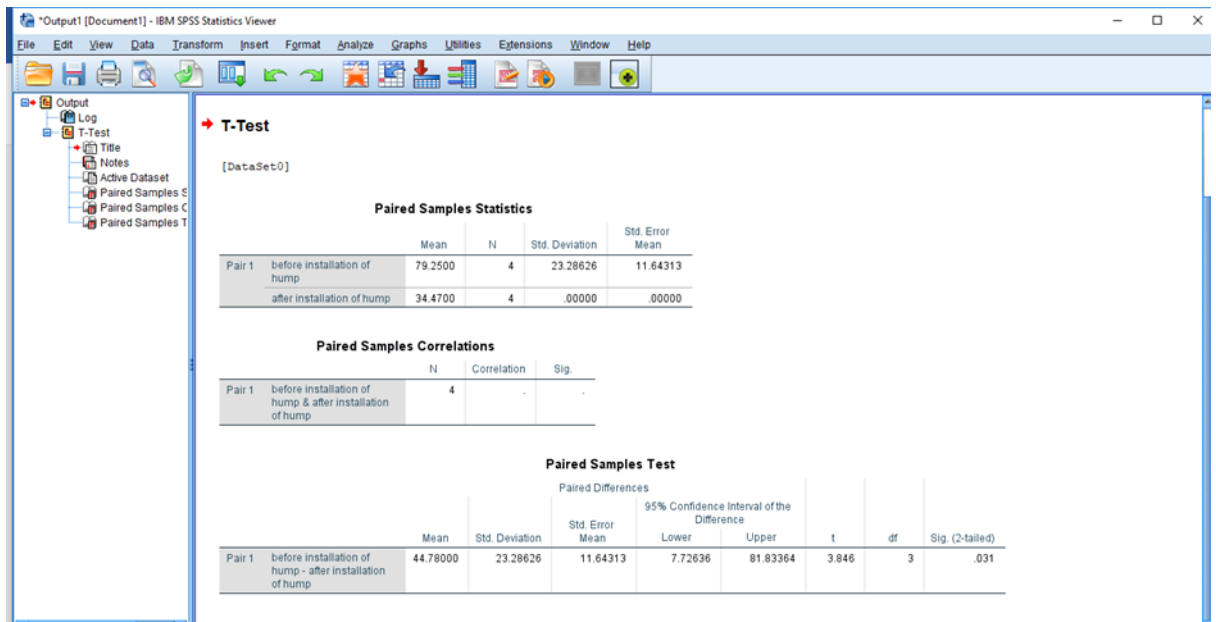 *Output1 [Document1] - IBM SPSS Statistics Viewer
File Edit View Data Transform Insert Format Analyze Graphs Utilities Extensions Window Help
Output
Log
T-Test
Title
Notes
Active Dataset
Paired Samples S
Paired Samples C
Paired Samples T
T-Test
[DataSet0]
Paired Samples Statistics
Mean N Std. Deviation Std. Error Mean
Pair 1 before installation of hump 79.2500 4 23.28626 11.64313
after installation of hump 34.4700 4 .00000 .00000
Paired Samples Correlations
N Correlation Sig.
Pair 1 before installation of hump & after installation of hump 4 . .
Paired Samples Test
Paired Differences
95% Confidence Interval of the Difference
Mean Std. Deviation Std. Error Mean Lower Upper t df Sig. (2-tailed)
Pair 1 before installation of hump - after installation of hump 44.78000 23.28626 11.64313 7.72636 81.83364 3.846 3 .031